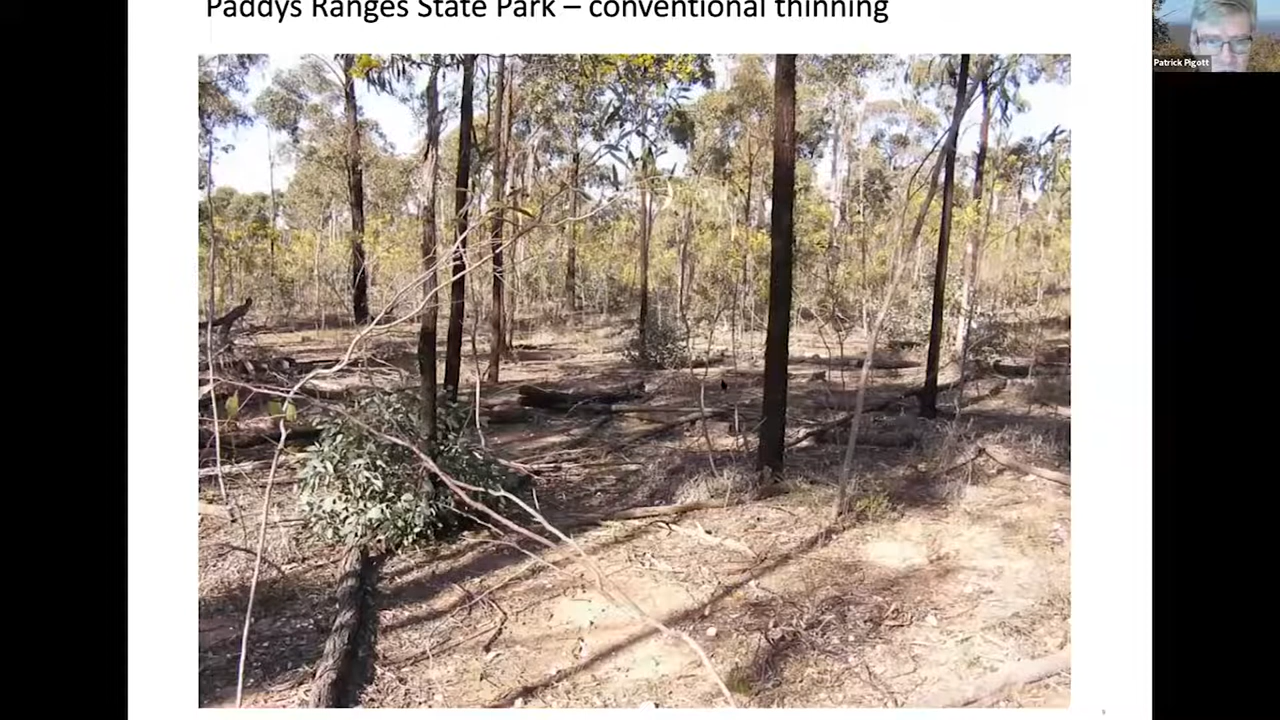 Paddys Ranges State Park – conventional thinning
Patrick Pigott